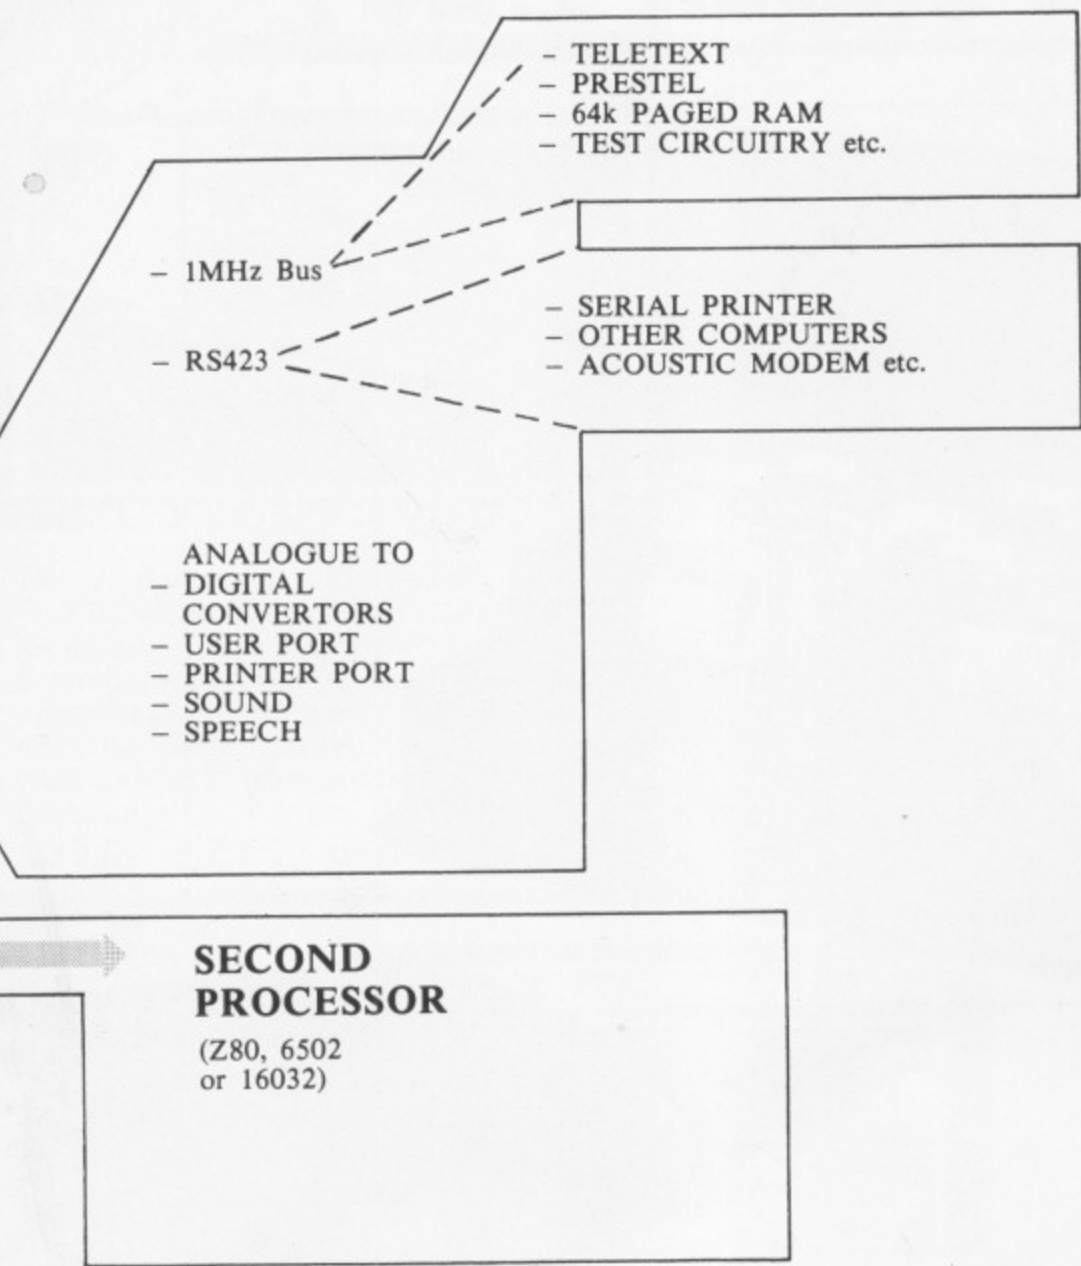 – TELETEXT
– PRESTEL
– 64k PAGED RAM
– TEST CIRCUITRY etc.
– 1MHz Bus
– RS423
– SERIAL PRINTER
– OTHER COMPUTERS
– ACOUSTIC MODEM etc.
ANALOGUE TO
– DIGITAL
CONVERTORS
– USER PORT
– PRINTER PORT
– SOUND
– SPEECH
SECOND
PROCESSOR
(Z80, 6502
or 16032)